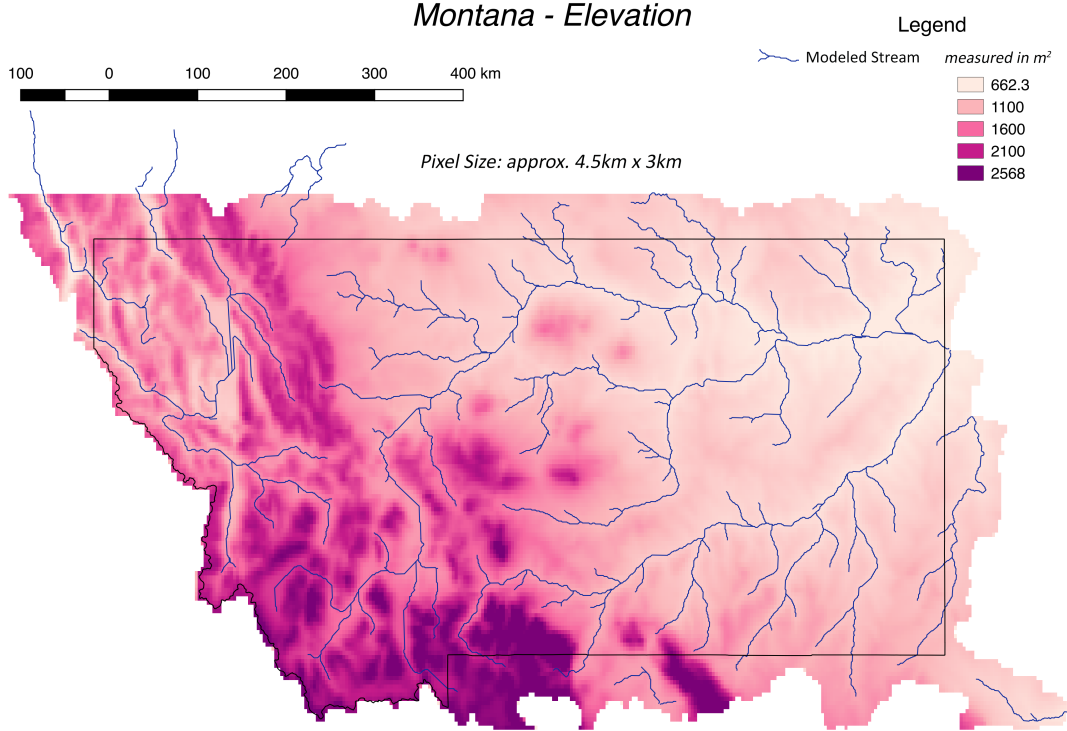 Montana - Elevation
Legend
Modeled Stream
measured in m²
100 0 100 200 300 400 km
662.3
1100
1600
2100
2568
Pixel Size: approx. 4.5km x 3km